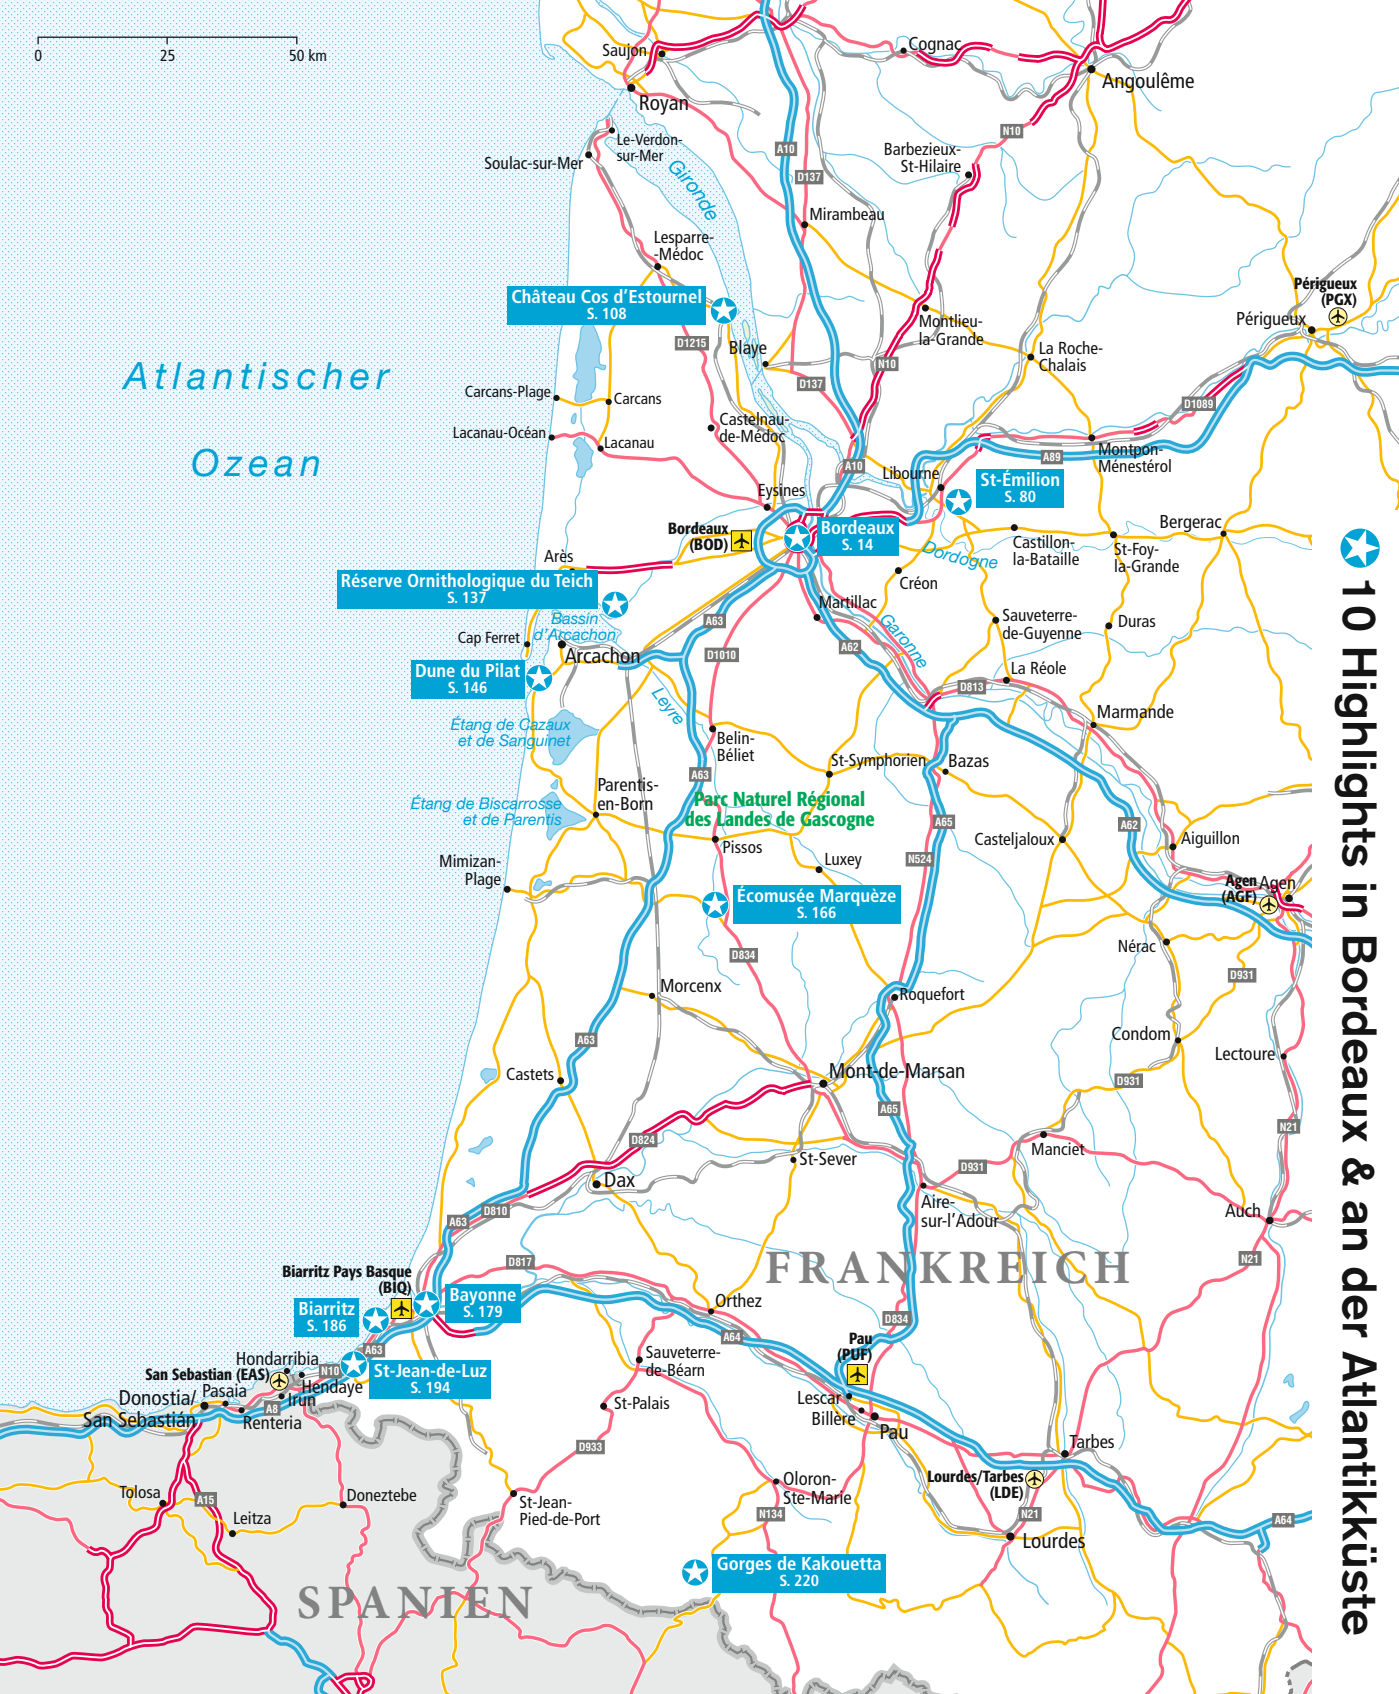 0
25
50 km
Saujon
Cognac
Angoulême
Royan
N10
Le-Verdon-
sur-Mer
Soulac-sur-Mer
Gironde
A10
D137
Barbezieux-
St-Hilaire
Mirambeau
Lesparre-
-Médoc
Château Cos d'Estournel
S. 108
Périgueux
(PGX)
Périgueux
Montlieu-
la-Grande
D1215
Blaye
La Roche-
Chalais
N10
D137
Atlantischer
Ozean
Carcans-Plage
Carcans
D1089
Lacanau-Océan
Lacanau
Castelnau-
de-Médoc
A10
A89
Montpon-
Ménestérol
Libourne
St-Émilion
S. 80
Eysines
Bordeaux
(BOD)
Bordeaux
S. 14
Bergerac
Castillon-
la-Bataille
St-Foy-
la-Grande
Dordogne
Créon
Arès
Réserve Ornithologique du Teich
S. 137
Bassin
d'Arcachon
Cap Ferret
Arcachon
A63
Martillac
Garonne
Sauveterre-
de-Guyenne
Duras
A62
D1010
Dune du Pilat
S. 146
La Réole
D813
Leyre
Marmande
Étang de Cazaux
et de Sanguinet
Belin-
Béliet
St-Symphorien
Bazas
A63
Parentis-
en-Born
Étang de Biscarrosse
et de Parentis
Parc Naturel Régional
des Landes de Gascogne
A65
A62
Pissos
Casteljaloux
Aiguillon
Luxey
N524
Mimizan-
Plage
Agen
(AGF)
Agen
Écomusée Marquèze
S. 166
Nérac
D834
D931
Morcenx
Roquefort
A63
Condom
Lectoure
Castets
Mont-de-Marsan
D931
A65
N21
D824
Manciet
St-Sever
D931
Dax
Aire-
sur-l'Adour
Auch
A63
D810
FRANKREICH
N21
D817
Biarritz Pays Basque
(BIQ)
Bayonne
S. 179
Biarritz
S. 186
Orthez
D834
A64
Pau
(PUF)
A63
Hondarribia
N10
St-Jean-de-Luz
S. 194
San Sebastian (EAS)
Hendaye
Irun
Pasaia
Donostia/
San Sebastián
A8
Renteria
Sauveterre-
de-Béarn
Lescar
Billère
Pau
St-Palais
D933
Tarbes
Lourdes/Tarbes
(LDE)
Oloron-
Ste-Marie
Tolosa
A15
Leitza
Doneztebe
St-Jean-
Pied-de-Port
N134
N21
Lourdes
A64
Gorges de Kakouetta
S. 220
SPANIEN
10 Highlights in Bordeaux & an der Atlantikküste